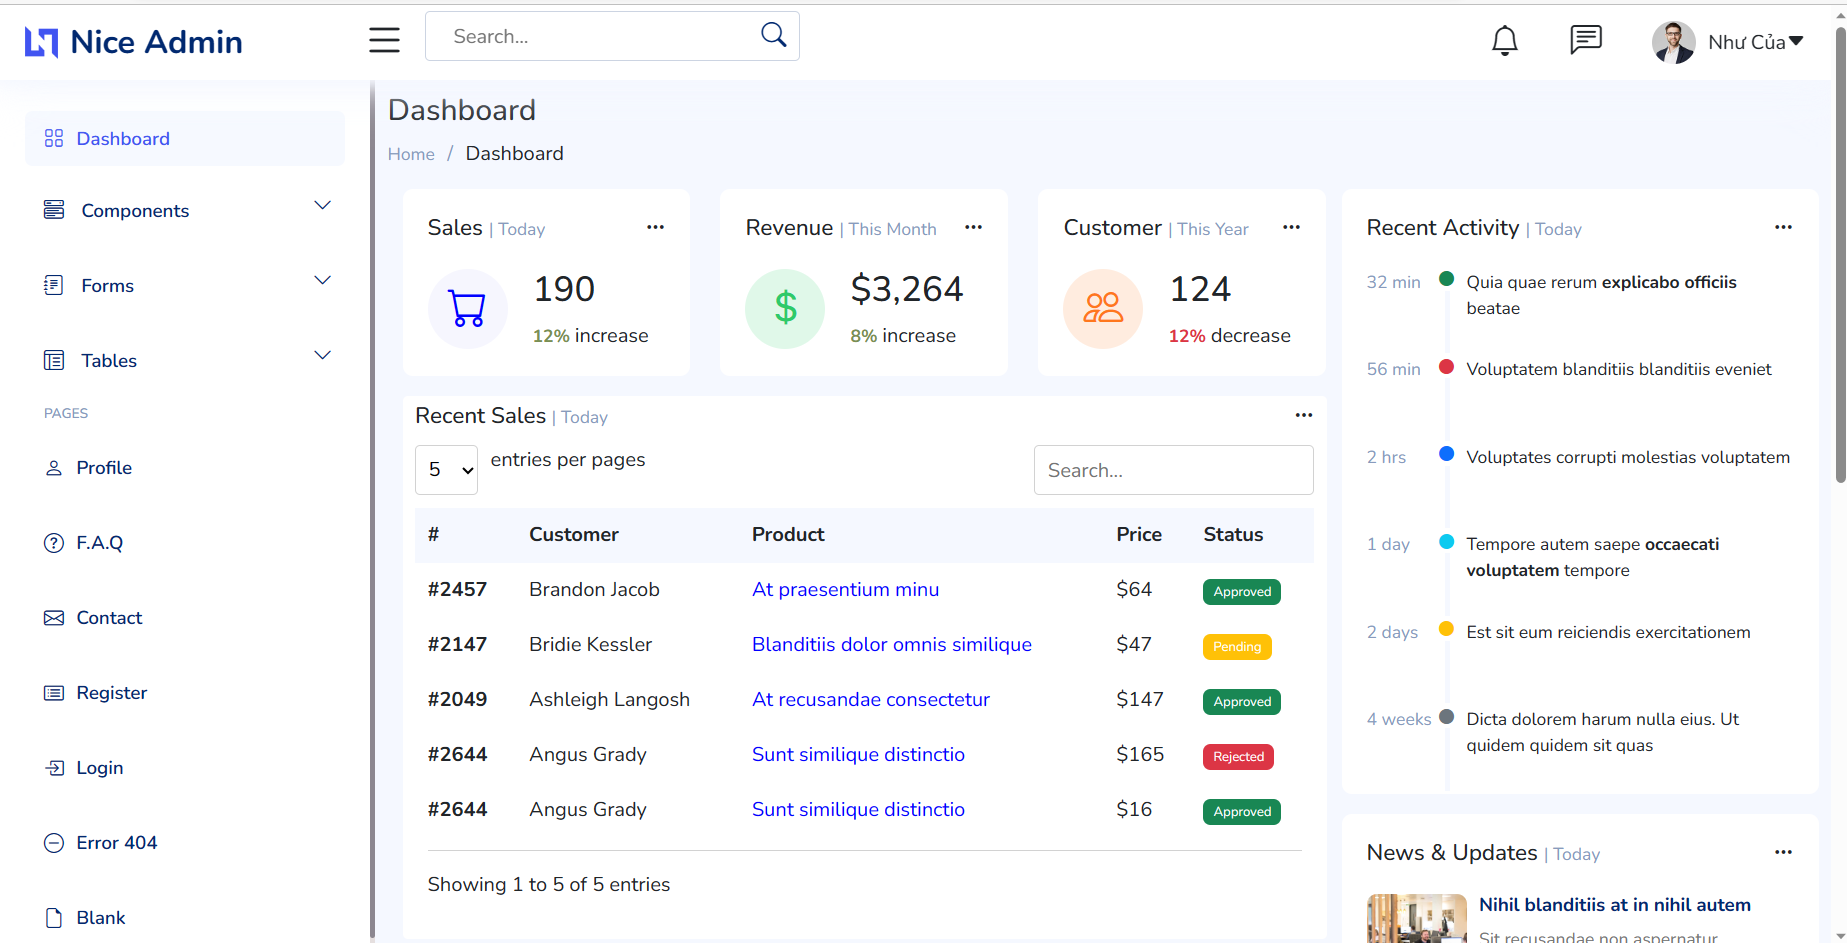 Nice Admin
Search...
Như Của
Dashboard
Components
Forms
Tables
PAGES
Profile
F.A.Q
Contact
Register
Login
Error 404
Blank
Dashboard
Home / Dashboard
Sales | Today
190
12% increase
Revenue | This Month
$3,264
8% increase
Customer | This Year
124
12% decrease
Recent Sales | Today
5 entries per pages
Search...
# Customer Product Price Status
#2457 Brandon Jacob At praesentium minu $64 Approved
#2147 Bridie Kessler Blanditiis dolor omnis similique $47 Pending
#2049 Ashleigh Langosh At recusandae consectetur $147 Approved
#2644 Angus Grady Sunt similique distinctio $165 Rejected
#2644 Angus Grady Sunt similique distinctio $16 Approved
Showing 1 to 5 of 5 entries
Recent Activity | Today
32 min Quia quae rerum explicabo officiis
beatae
56 min Voluptatem blanditiis blanditiis eveniet
2 hrs Voluptates corrupti molestias voluptatem
1 day Tempore autem saepe occaecati
voluptatem tempore
2 days Est sit eum reiciendis exercitationem
4 weeks Dicta dolorem harum nulla eius. Ut
quidem quidem sit quas
News & Updates | Today
Nihil blanditiis at in nihil autem
Sit recusandae non aspernatur